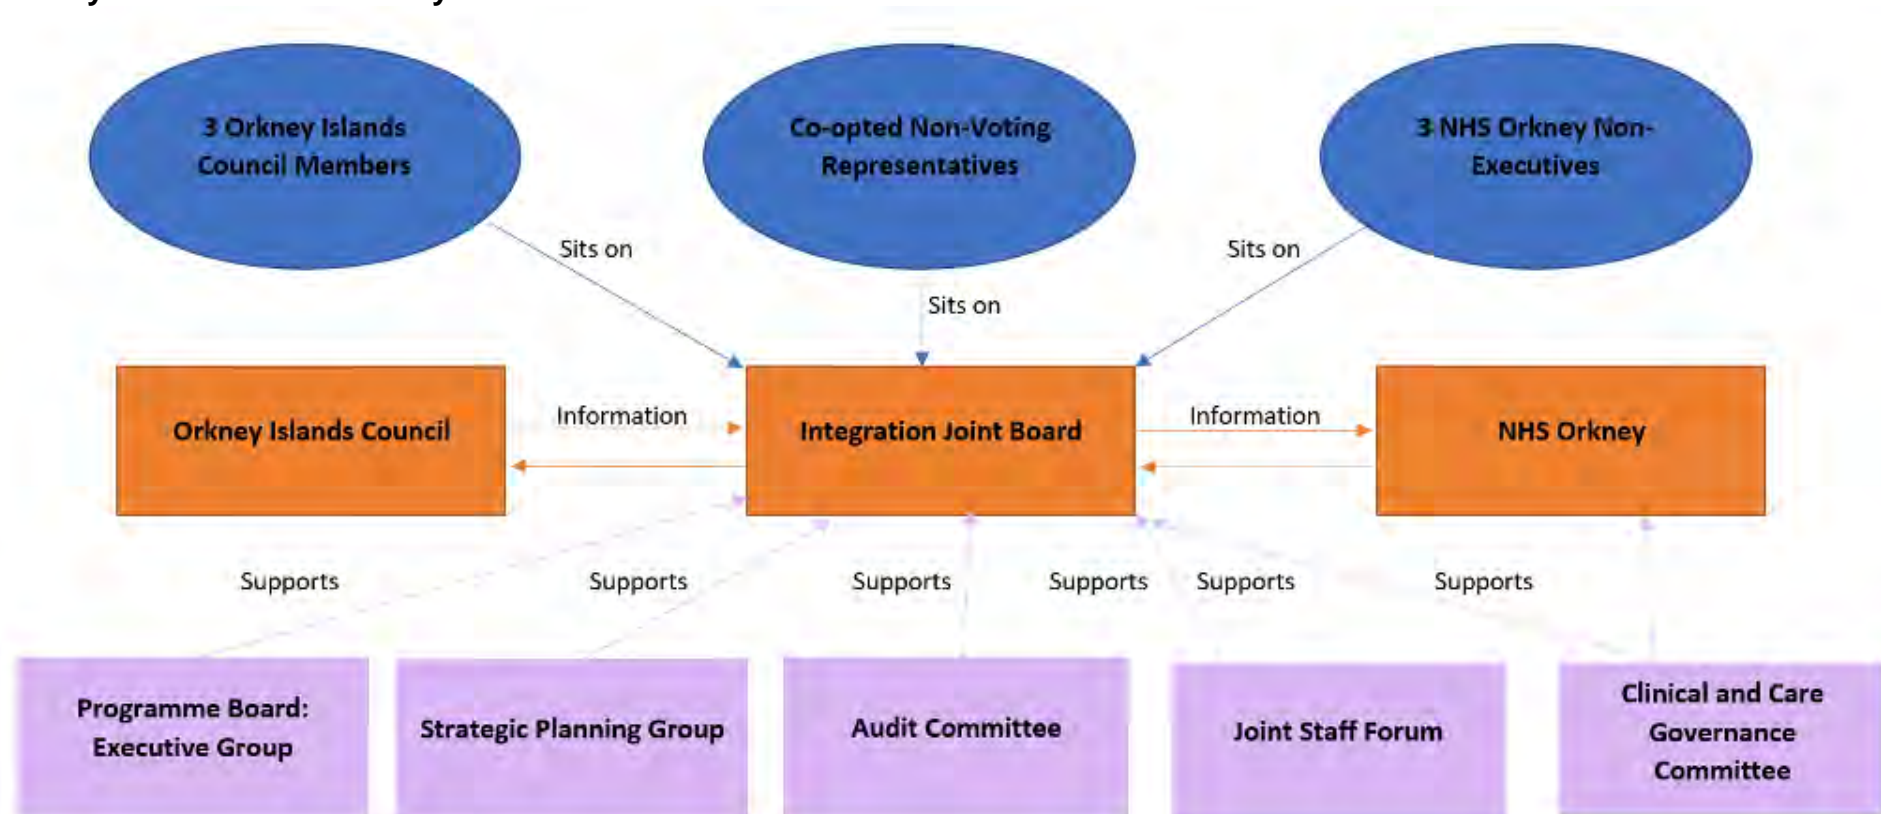 3 Orkney Islands
Council Members
Co-opted Non-Voting
Representatives
3 NHS Orkney Non-
Executives
Sits on
Sits on
Sits on
Orkney Islands Council
Information
Integration Joint Board
Information
NHS Orkney
Supports
Supports
Supports
Supports
Supports
Supports
Programme Board:
Executive Group
Strategic Planning Group
Audit Committee
Joint Staff Forum
Clinical and Care
Governance
Committee